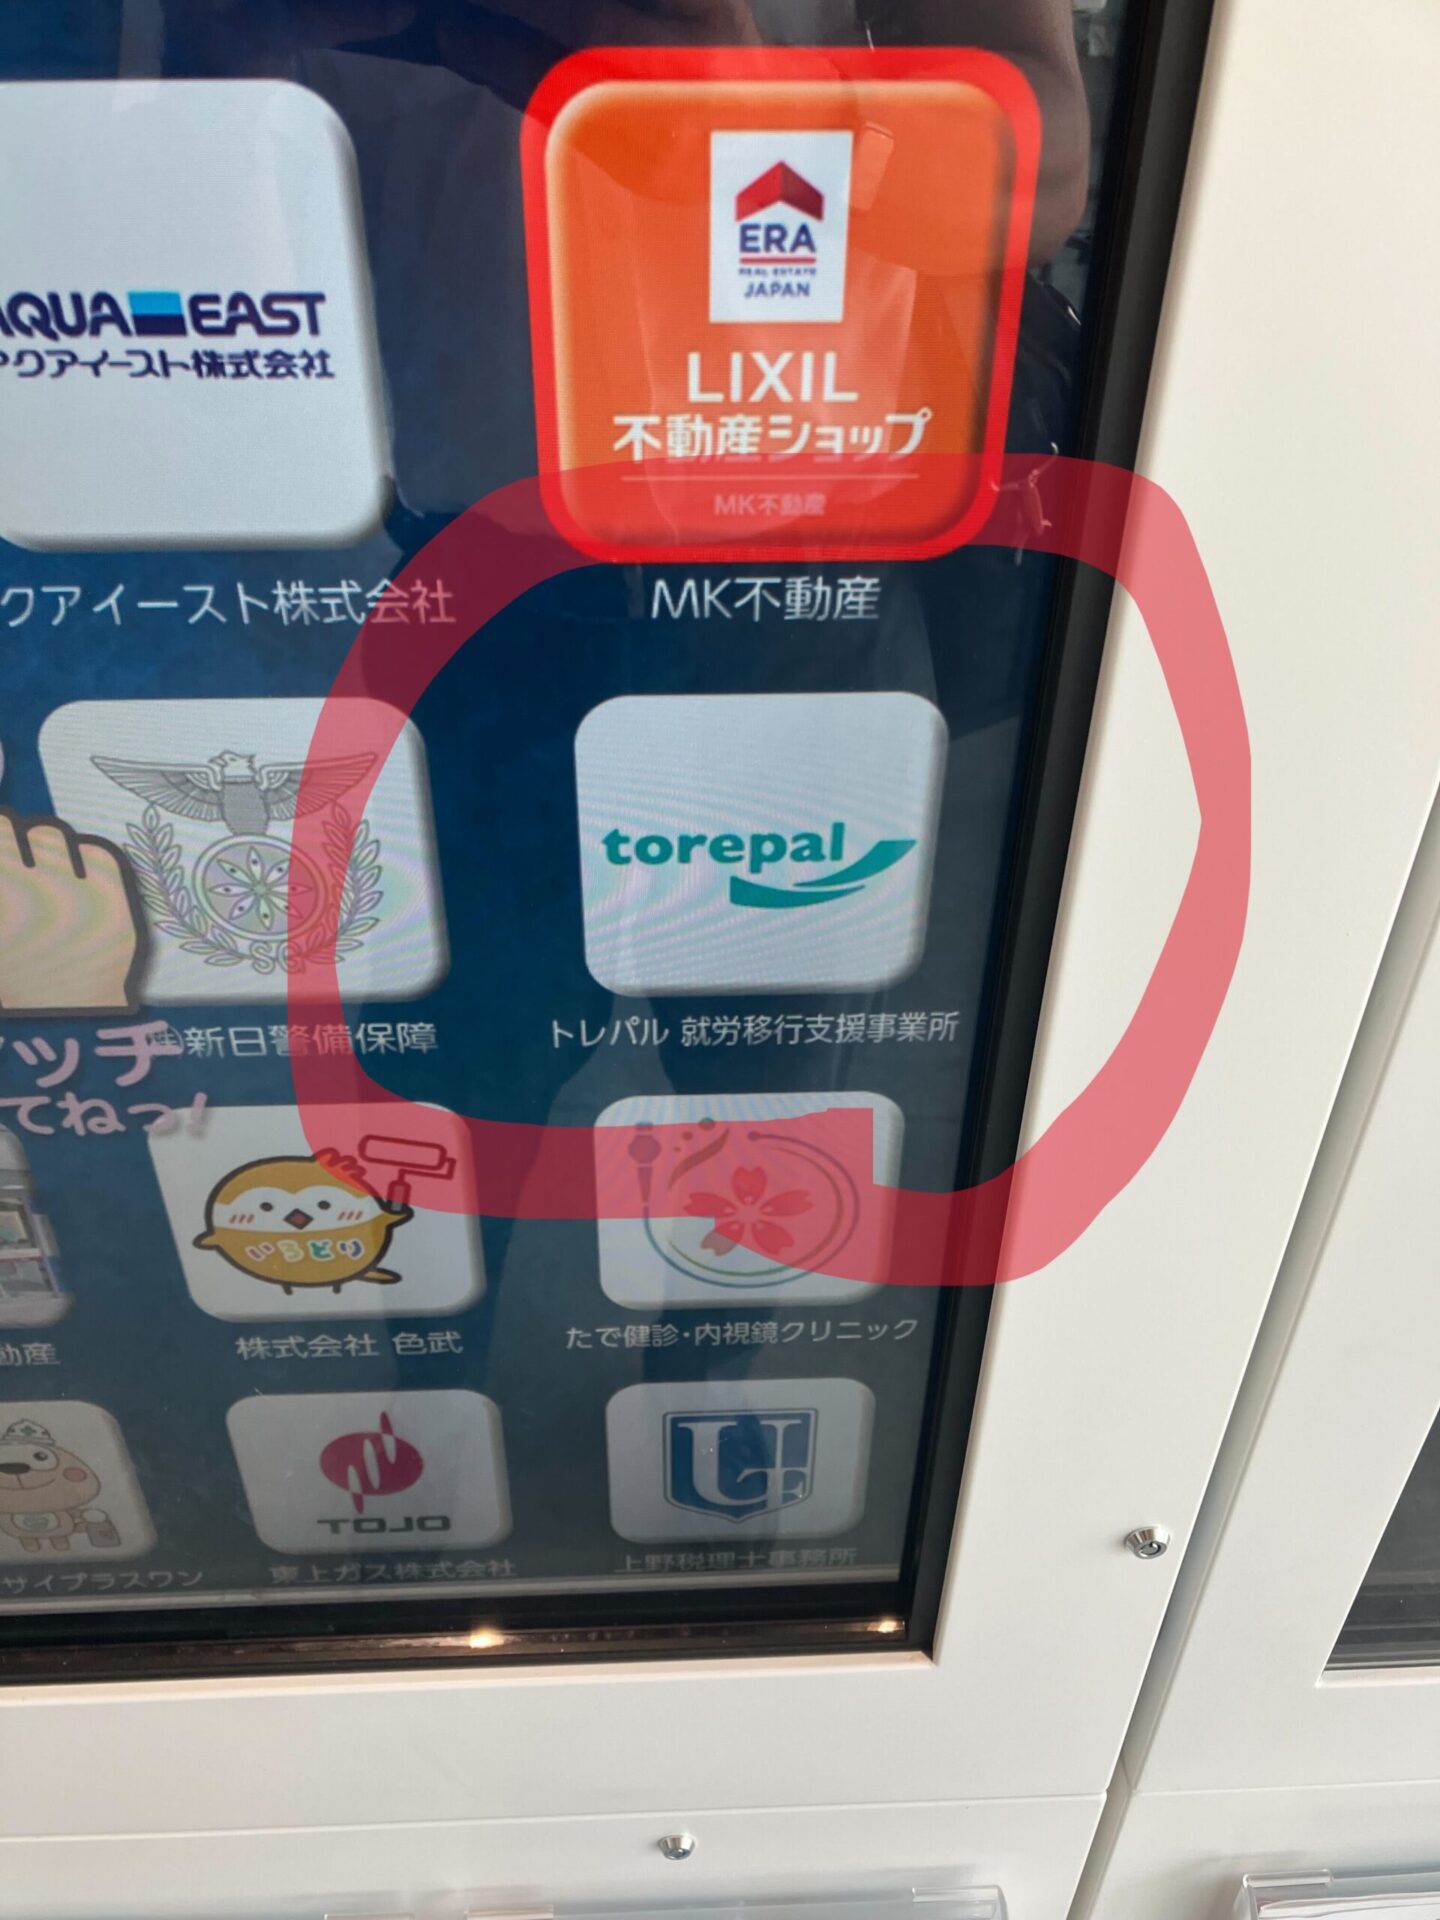 AQUA EAST
アクアイースト株式会社
クアイースト株式会社
ERA
REAL ESTATE
JAPAN
LIXIL
不動産ショップ
MK不動産
MK不動産
SG
㈱新日警備保障
torepal
トレパル 就労移行支援事業所
ッチ
てねっ!
動産
いろどり
株式会社 色武
たで健診・内視鏡クリニック
サイプラスワン
TOJO
東上ガス株式会社
上野税理士事務所